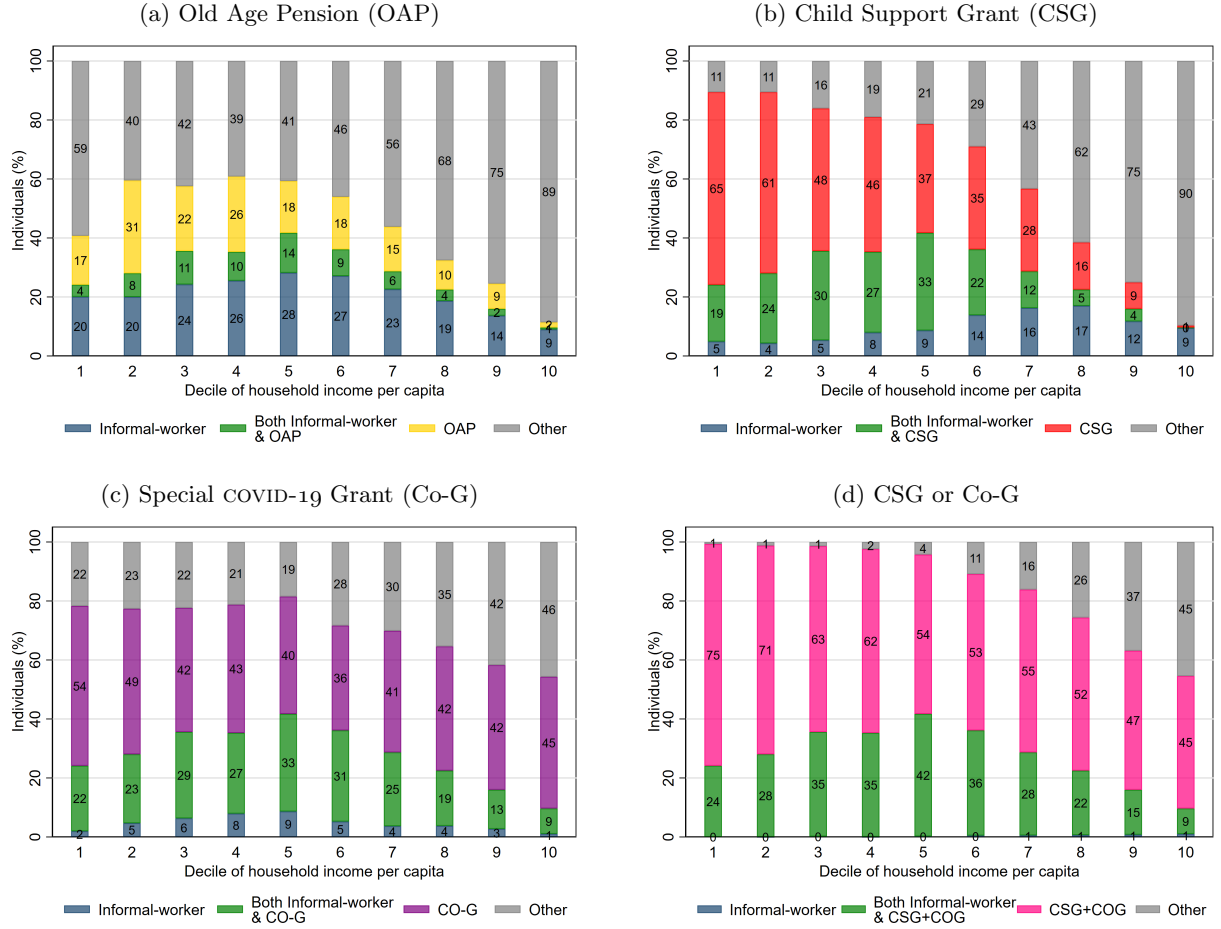 (a) Old Age Pension (OAP)
(b) Child Support Grant (CSG)
Individuals (%)
100
80
60
40
20
0
59 40 42 39 41 46 56 68 75 89
17 31 22 26 18 18 15 10 9 2
4 8 11 10 14 9 6 4 2
20 20 24 26 28 27 23 19 14 9
1 2 3 4 5 6 7 8 9 10
Decile of household income per capita
Informal-worker
Both Informal-worker
& OAP
OAP
Other
Individuals (%)
100
80
60
40
20
0
11 11 16 19 21 29 43 62 75 90
65 61 48 46 37 35 28 16 9
19 24 30 27 33 22 12 5 4
5 4 5 8 9 14 16 17 12 9
1 2 3 4 5 6 7 8 9 10
Decile of household income per capita
Informal-worker
Both Informal-worker
& CSG
CSG
Other
(c) Special COVID-19 Grant (Co-G)
(d) CSG or Co-G
Individuals (%)
100
80
60
40
20
0
22 23 22 21 19 28 30 35 42 46
54 49 42 43 40 36 41 42 42 45
22 23 29 27 33 31 25 19 13 9
2 5 6 8 9 5 4 4 3 1
1 2 3 4 5 6 7 8 9 10
Decile of household income per capita
Informal-worker
Both Informal-worker
& CO-G
CO-G
Other
Individuals (%)
100
80
60
40
20
0
1 1 1 2 4 11 16 26 37 45
75 71 63 62 54 53 55 52 47 45
24 28 35 35 42 36 28 22 15 9
0 0 0 0 0 0 1 1 1 1
1 2 3 4 5 6 7 8 9 10
Decile of household income per capita
Informal-worker
Both Informal-worker
& CSG+COG
CSG+COG
Other